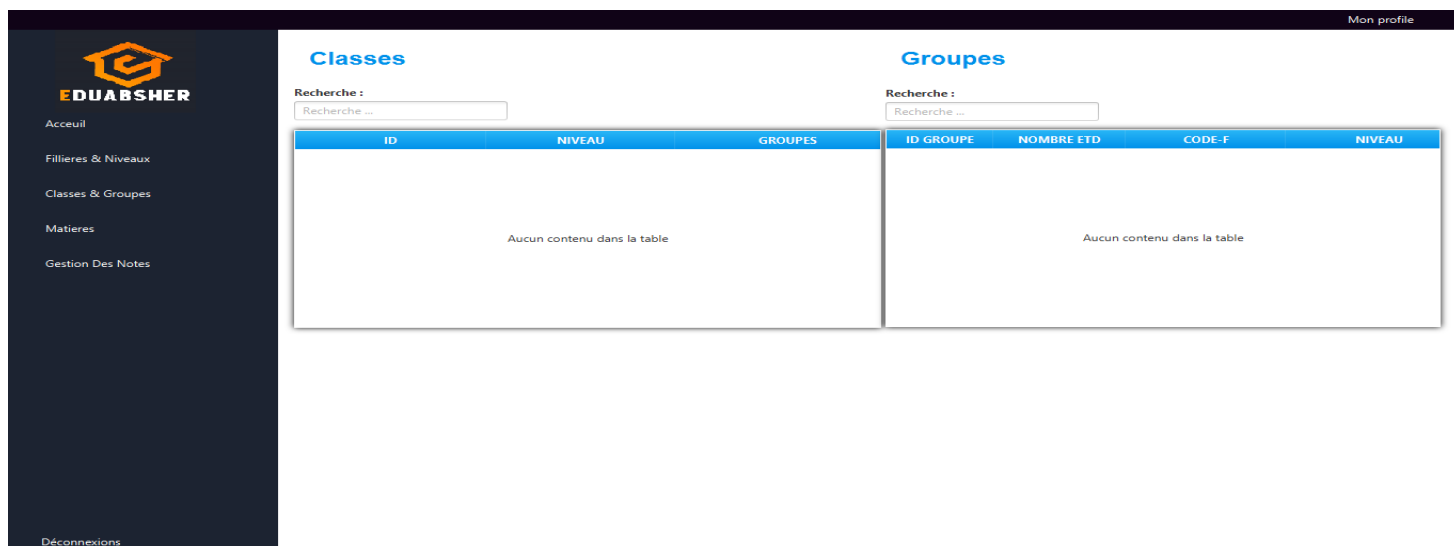 Mon profile
EDUABSHER
Acceuil
Fillieres & Niveaux
Classes & Groupes
Matieres
Gestion Des Notes
Déconnexions
Classes
Recherche :
Recherche ...
ID NIVEAU GROUPES
Aucun contenu dans la table
Groupes
Recherche :
Recherche ...
ID GROUPE NOMBRE ETD CODE-F NIVEAU
Aucun contenu dans la table